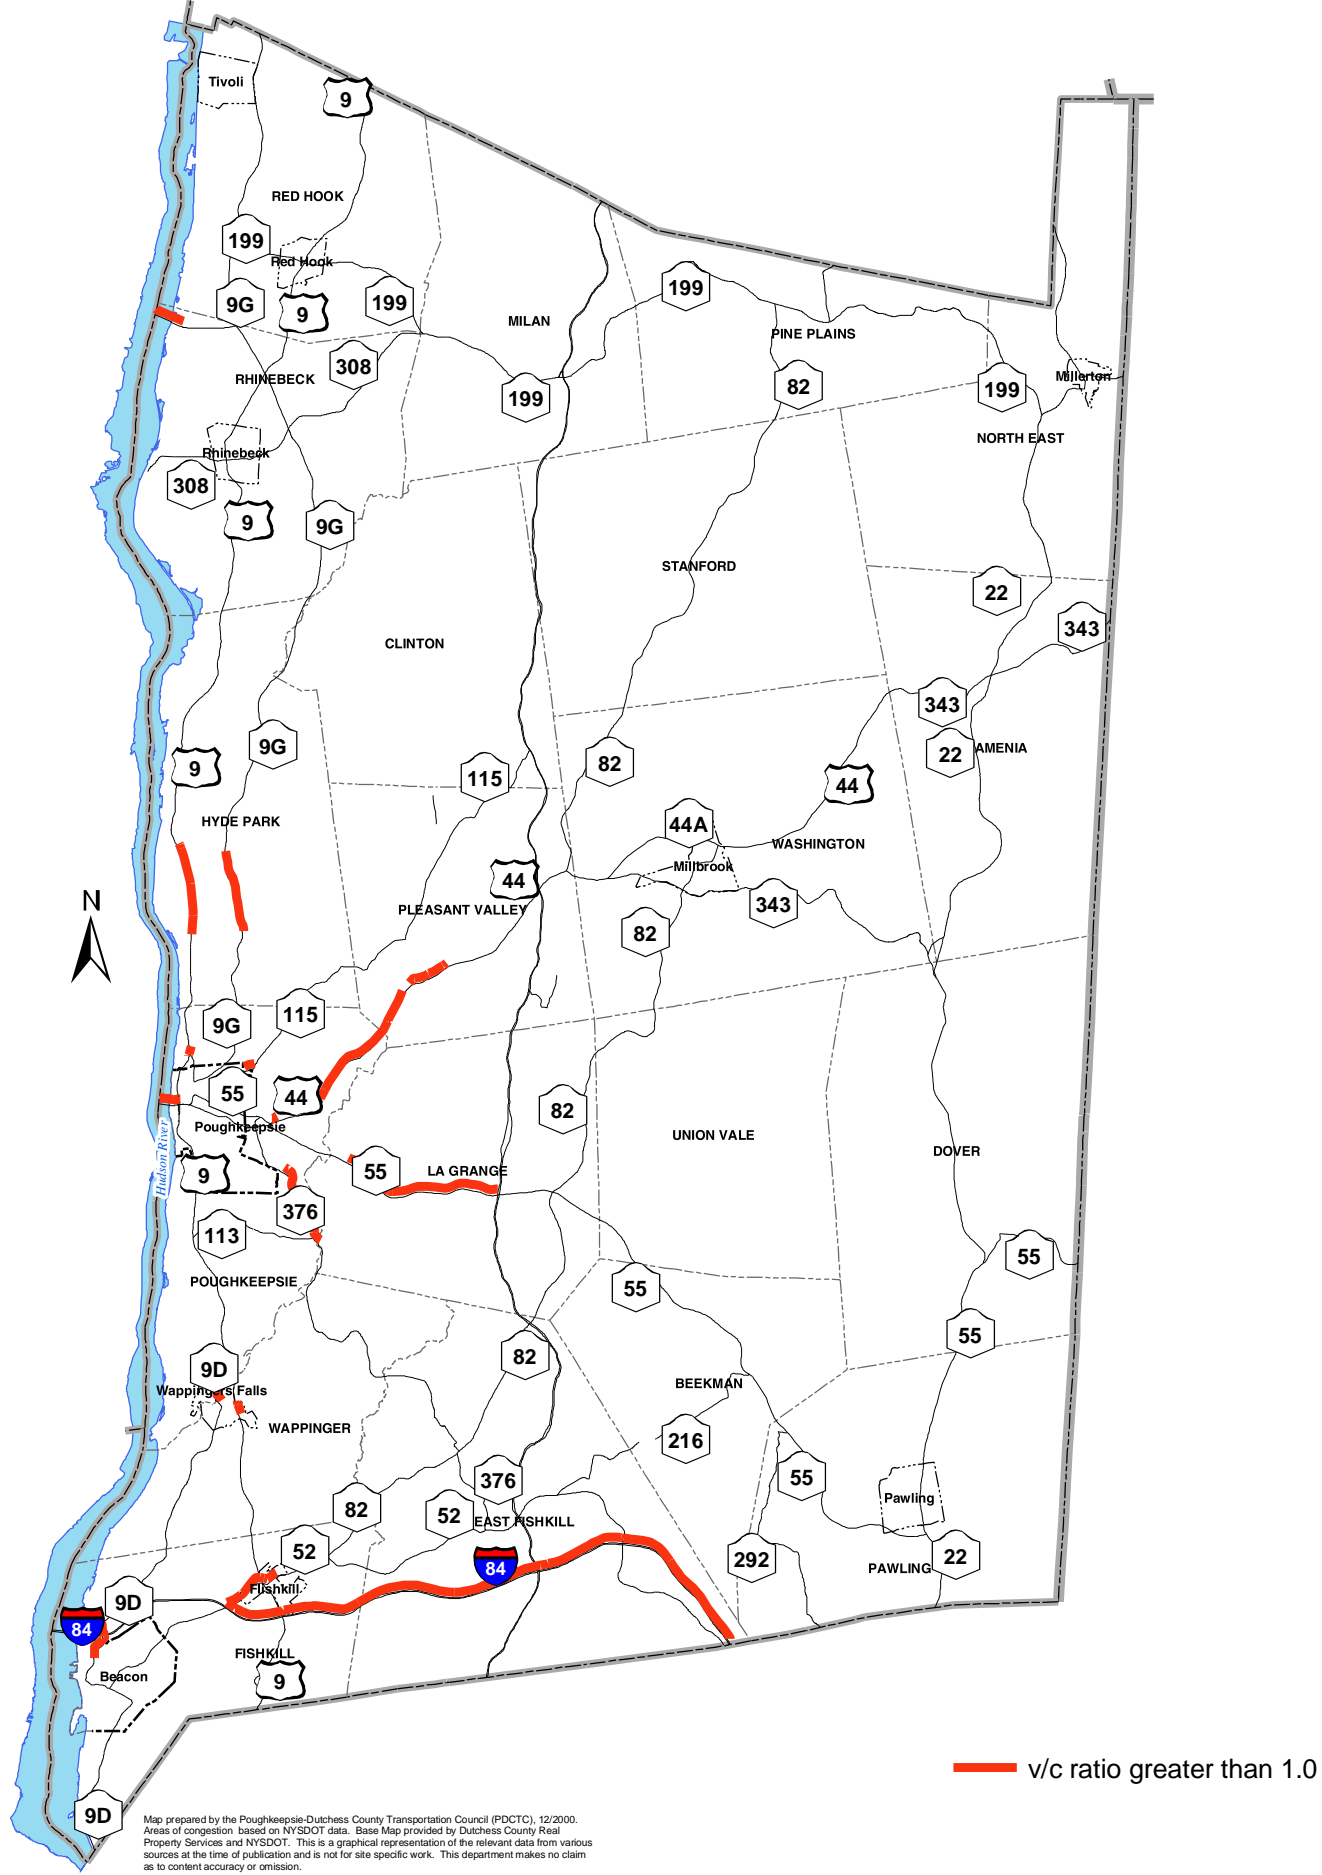 Tivoli
9
RED HOOK
199
Red Hook
199
199
9G
9
MILAN
PINE PLAINS
308
RHINEBECK
82
199
199
Millerton
NORTH EAST
Rhinebeck
308
9
9G
STANFORD
22
343
CLINTON
343
9G
9
115
82
22
AMENIA
44
HYDE PARK
44A
WASHINGTON
Millbrook
44
343
N
PLEASANT VALLEY
82
9G
115
55
44
82
Poughkeepsie
UNION VALE
Hudson River
9
55
LA GRANGE
DOVER
376
113
55
POUGHKEEPSIE
55
55
82
9D
Wappingers Falls
BEEKMAN
WAPPINGER
216
376
55
82
52
EAST FISHKILL
Pawling
52
84
292
22
PAWLING
Fiishkill
9D
84
FISHKILL
Beacon
9
v/c ratio greater than 1.0
9D
Map prepared by the Poughkeepsie-Dutchess County Transportation Council (PDCTC), 12/2000.
Areas of congestion based on NYSDOT data. Base Map provided by Dutchess County Real
Property Services and NYSDOT. This is a graphical representation of the relevant data from various
sources at the time of publication and is not for site specific work. This department makes no claim
as to content accuracy or omission.